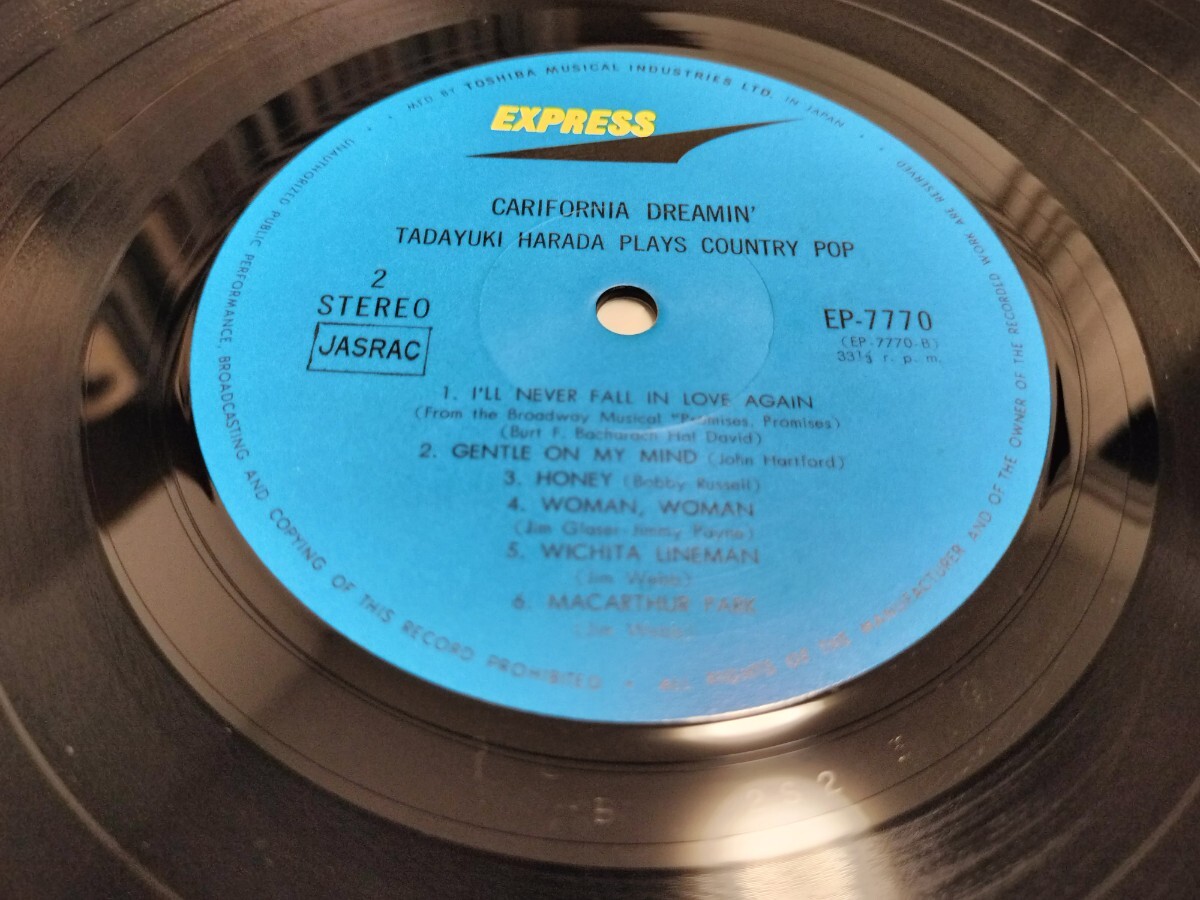 MFD BY TOSHIBA MUSICAL INDUSTRIES LTD. IN JAPAN
EXPRESS
CARIFORNIA DREAMIN'
TADAYUKI HARADA PLAYS COUNTRY POP
2
STEREO
JASRAC
EP-7770
(EP-7770-B)
33⅓ r. p. m.
1. I'LL NEVER FALL IN LOVE AGAIN
(From the Broadway Musical "Promises, Promises)
(Burt F. Bacharach Hal David)
2. GENTLE ON MY MIND (John Hartford)
3. HONEY (Bobby Russell)
4. WOMAN, WOMAN
(Jim Glaser-Jimmy Payne)
5. WICHITA LINEMAN
(Jim Webb)
6. MACARTHUR PARK
(Jim Webb)
UNAUTHORIZED PUBLIC PERFORMANCE, BROADCASTING AND COPYING OF THIS RECORD PROHIBITED • ALL RIGHTS OF THE MANUFACTURER AND OF THE OWNER OF THE RECORDED WORK ARE RESERVED
B 2S2